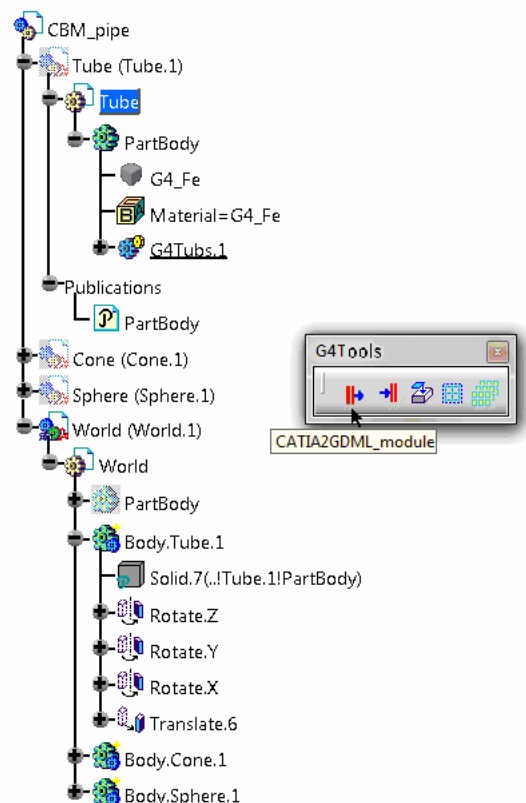 CBM_pipe
Tube (Tube.1)
Tube
PartBody
G4_Fe
Material=G4_Fe
G4Tubs.1
Publications
PartBody
Cone (Cone.1)
Sphere (Sphere.1)
World (World.1)
World
PartBody
Body.Tube.1
Solid.7(..!Tube.1!PartBody)
Rotate.Z
Rotate.Y
Rotate.X
Translate.6
Body.Cone.1
Body.Sphere.1
G4Tools
CATIA2GDML_module